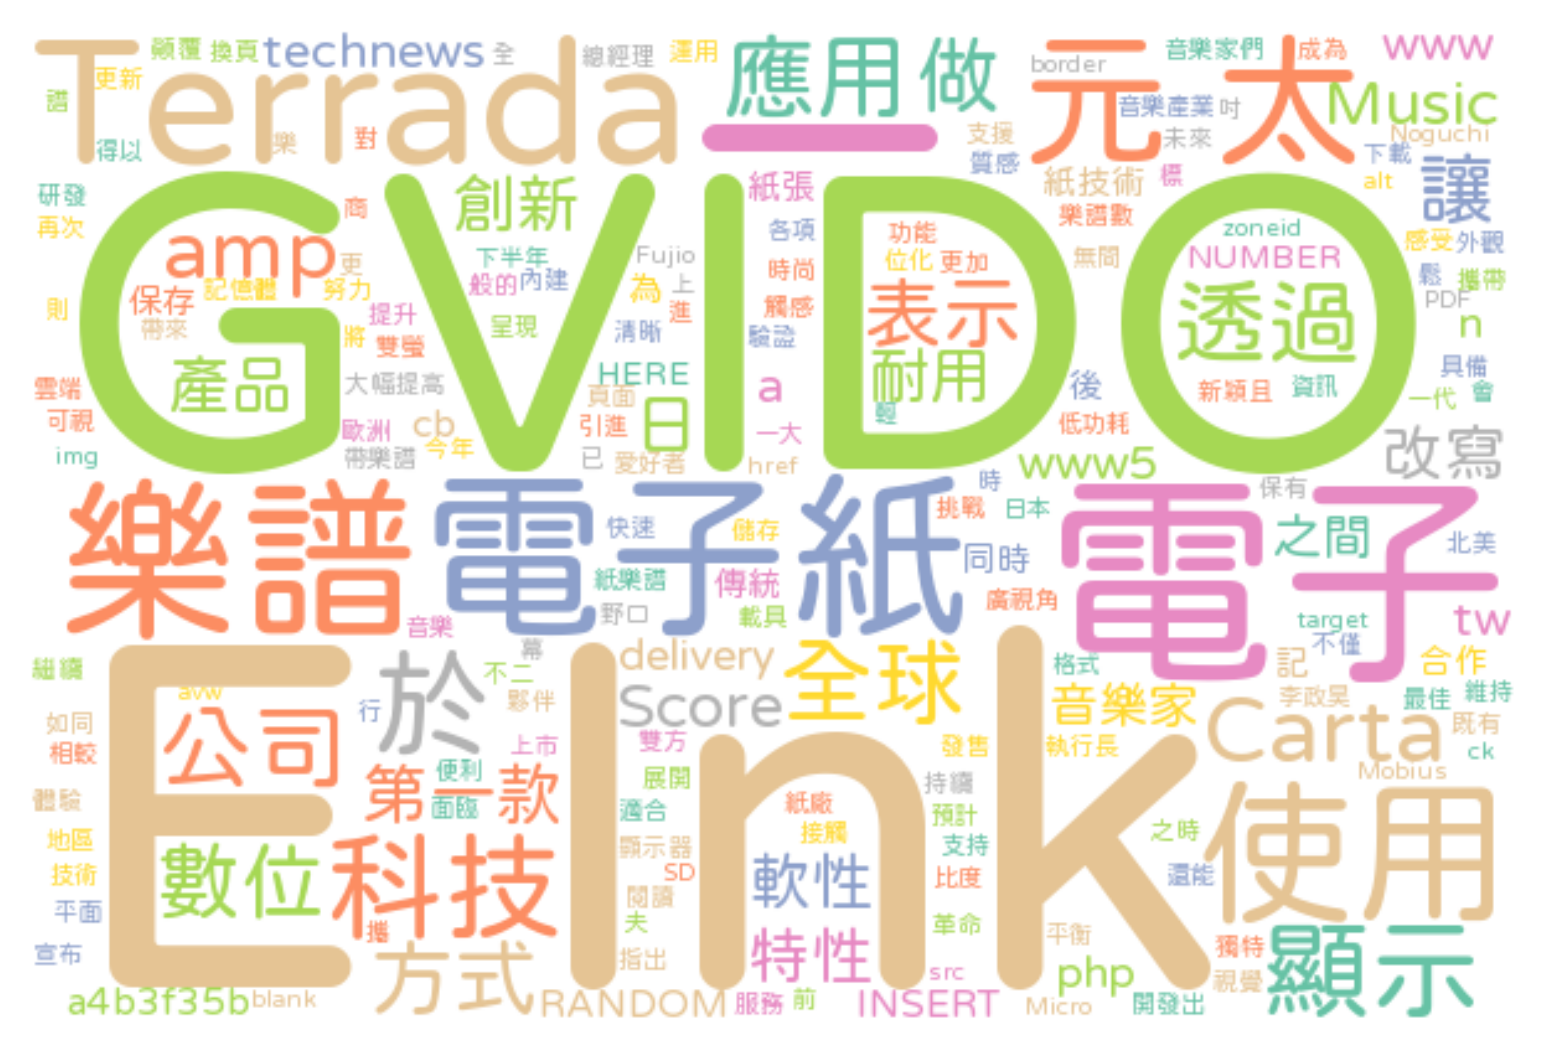 顛覆 換頁 technews 全 總經理 運用 應用 做 元太 border 音樂家們 成為 www
Terrada
更新
譜 樂 對 得以
音樂產業 吋 Music
支援 未來 Noguchi
質感 下載
研發 商 創新 紙張 紙技術 標 alt 讓
再次 樂譜數
GVIDO
amp 更 下半年 Fujio 各項 功能 zoneid 感受 外觀
保存 記憶體 努力 般的 內建 為 上 時尚 位化 更加 無間 NUMBER 鬆 攜帶
則 帶來 提升 呈現 清晰 進 觸感 表示 透過 PDF n
將 雙螢 驗證
產品 大幅提高 HERE a 耐用 後 新穎且 資訊 具備
雲端 頁面 日 輕 一代 會
可視 歐洲 cb 引進 一大 低功耗 改寫
img 帶樂譜 今年 已 愛好者 href www5
樂譜 電子紙 電子
時 保有
快速 儲存 挑戰 日本 之間 北美
同時
紙樂譜 傳統
野口 載具 廣視角 target tw
音樂 不僅
E Ink
繼續 於 幕 delivery 全球 格式 記 合作
avw 不二 李政昊
如同 公司 行 夥伴 Score 音樂家 Carta 最佳 維持
相較 上市 雙方 發售 執行長 既有 ck
第一款 便利 展開 持續 Mobius
體驗 面臨 適合 紙廠 預計 使用
地區 數位 科技 顯示器 接觸 支持 之時
技術 SD 軟性 比度 還能
平面 閱讀
攜 夫 革命 平衡 獨特 顯示
宣布 方式 指出 特性 src php 視覺
a4b3f35b blank RANDOM 服務 前 INSERT Micro 開發出